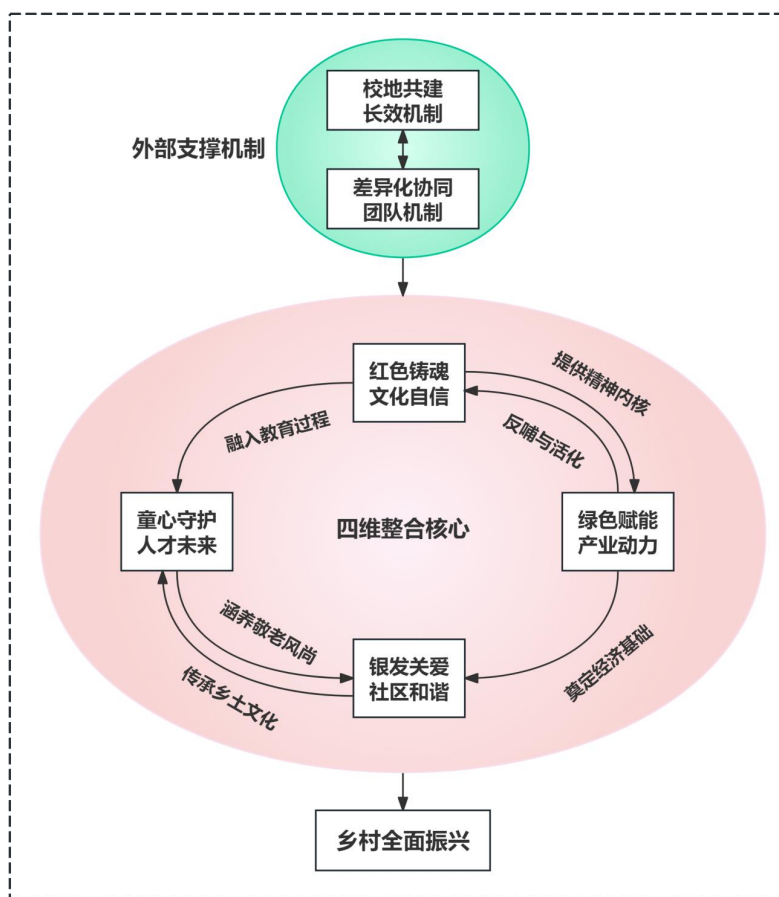 校地共建
长效机制
外部支撑机制
差异化协同
团队机制
红色铸魂
文化自信
提供精神内核
融入教育过程
反哺与活化
童心守护
人才未来
四维整合核心
绿色赋能
产业动力
涵养敬老风尚
银发关爱
社区和谐
传承乡土文化
奠定经济基础
乡村全面振兴